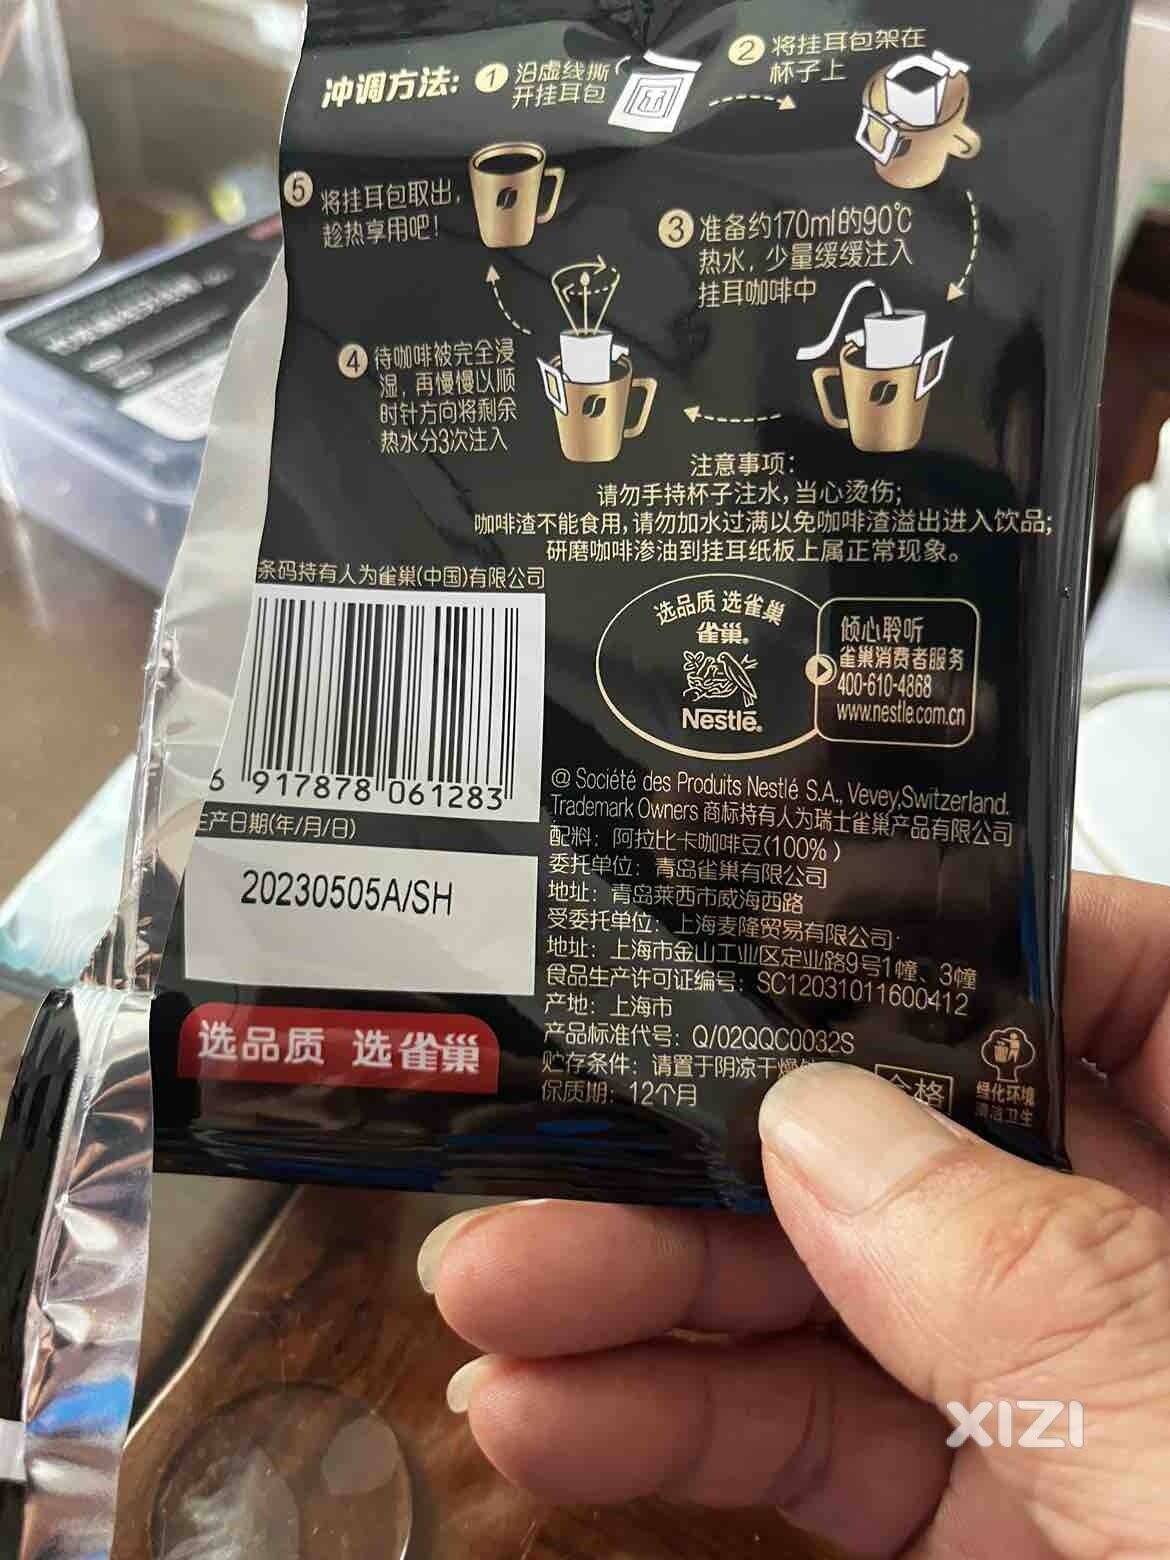 冲调方法:
1 沿虚线撕
开挂耳包
2 将挂耳包架在
杯子上
3 准备约170ml的90℃
热水，少量缓缓注入
挂耳咖啡中
4 待咖啡被完全浸
湿，再慢慢以顺
时针方向将剩余
热水分3次注入
5 将挂耳包取出，
趁热享用吧！
注意事项：
请勿手持杯子注水，当心烫伤；
咖啡渣不能食用，请勿加水过满以免咖啡渣溢出进入饮品；
研磨咖啡渗油到挂耳纸板上属正常现象。
条码持有人为雀巢(中国)有限公司
6 917878 061283
生产日期(年/月/日)
20230505A/SH
选品质 选雀巢
选品质 选雀巢
雀巢®
Nestlé®
倾心聆听
雀巢消费者服务
400-610-4868
www.nestle.com.cn
@ Société des Produits Nestlé S.A., Vevey,Switzerland.
Trademark Owners 商标持有人为瑞士雀巢产品有限公司
配料：阿拉比卡咖啡豆(100%)
委托单位：青岛雀巢有限公司
地址：青岛莱西市威海西路
受委托单位：上海麦隆贸易有限公司
地址：上海市金山工业区定业路9号1幢、3幢
食品生产许可证编号：SC12031011600412
产地：上海市
产品标准代号：Q/02QQC0032S
贮存条件：请置于阴凉干燥
保质期：12个月
合格
绿化环境
清洁卫生
XIZI